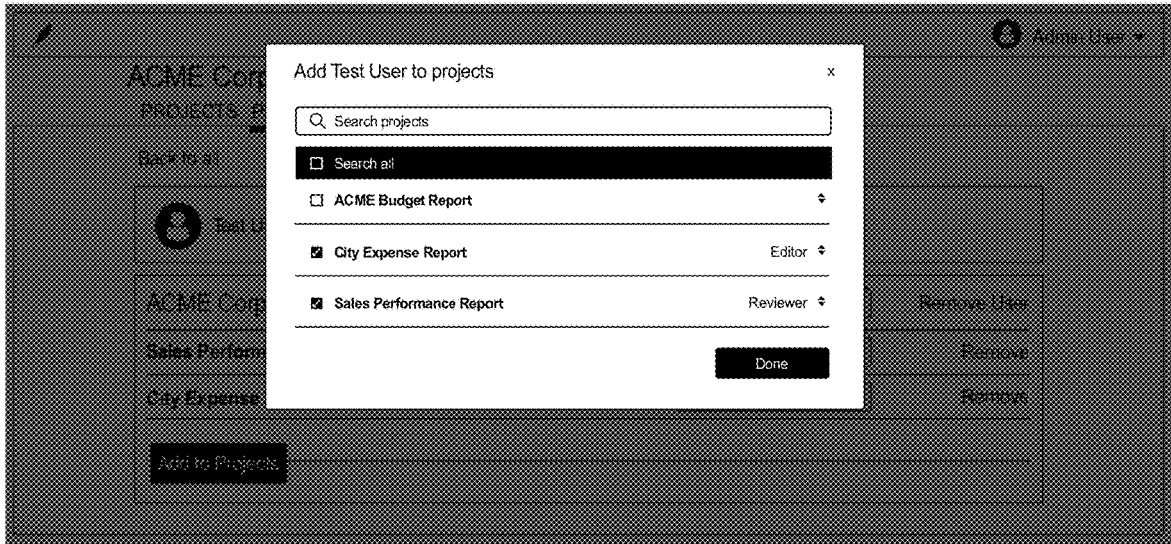 Admin User
ACME Corp
PROJECTS P
Back to all
Test U
ACME Corp
Remove User
Sales Perform
Remove
City Expense
Remove
Add to Projects
Add Test User to projects x
Search projects
Search all
ACME Budget Report
City Expense Report Editor
Sales Performance Report Reviewer
Done